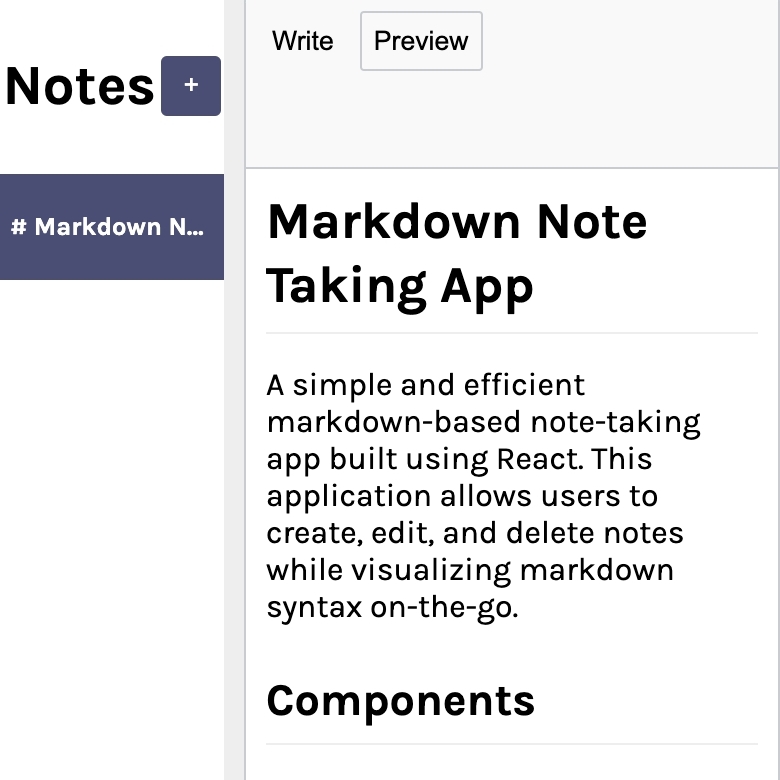 Notes +
# Markdown N...
Write Preview
Markdown Note
Taking App
A simple and efficient
markdown-based note-taking
app built using React. This
application allows users to
create, edit, and delete notes
while visualizing markdown
syntax on-the-go.
Components